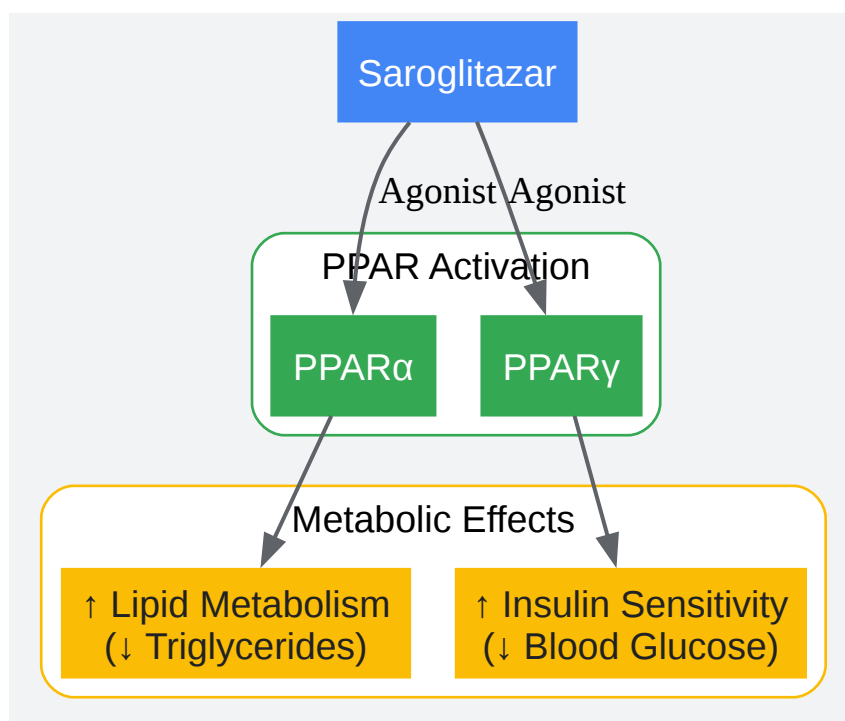 Saroglitazar
Agonist Agonist
PPAR Activation
PPARα PPARγ
Metabolic Effects
↑ Lipid Metabolism
(↓ Triglycerides)
↑ Insulin Sensitivity
(↓ Blood Glucose)